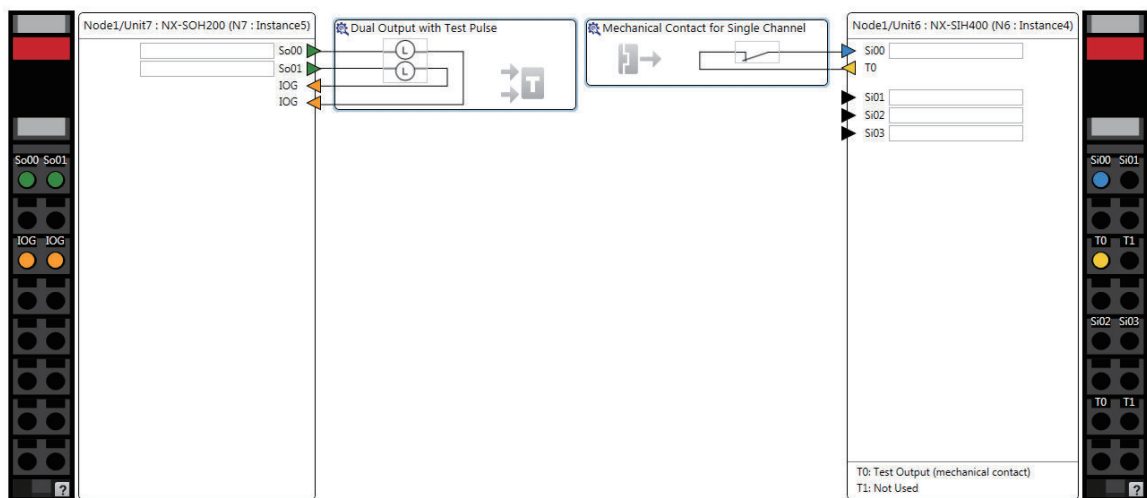 Node1/Unit7 : NX-SOH200 (N7 : Instance5)
So00
So01
IOG
IOG
Dual Output with Test Pulse
L
L
T
Mechanical Contact for Single Channel
Node1/Unit6 : NX-SIH400 (N6 : Instance4)
Si00
T0
Si01
Si02
Si03
T0: Test Output (mechanical contact)
T1: Not Used
So00 So01
IOG IOG
?
Si00 Si01
T0 T1
Si02 Si03
T0 T1
?